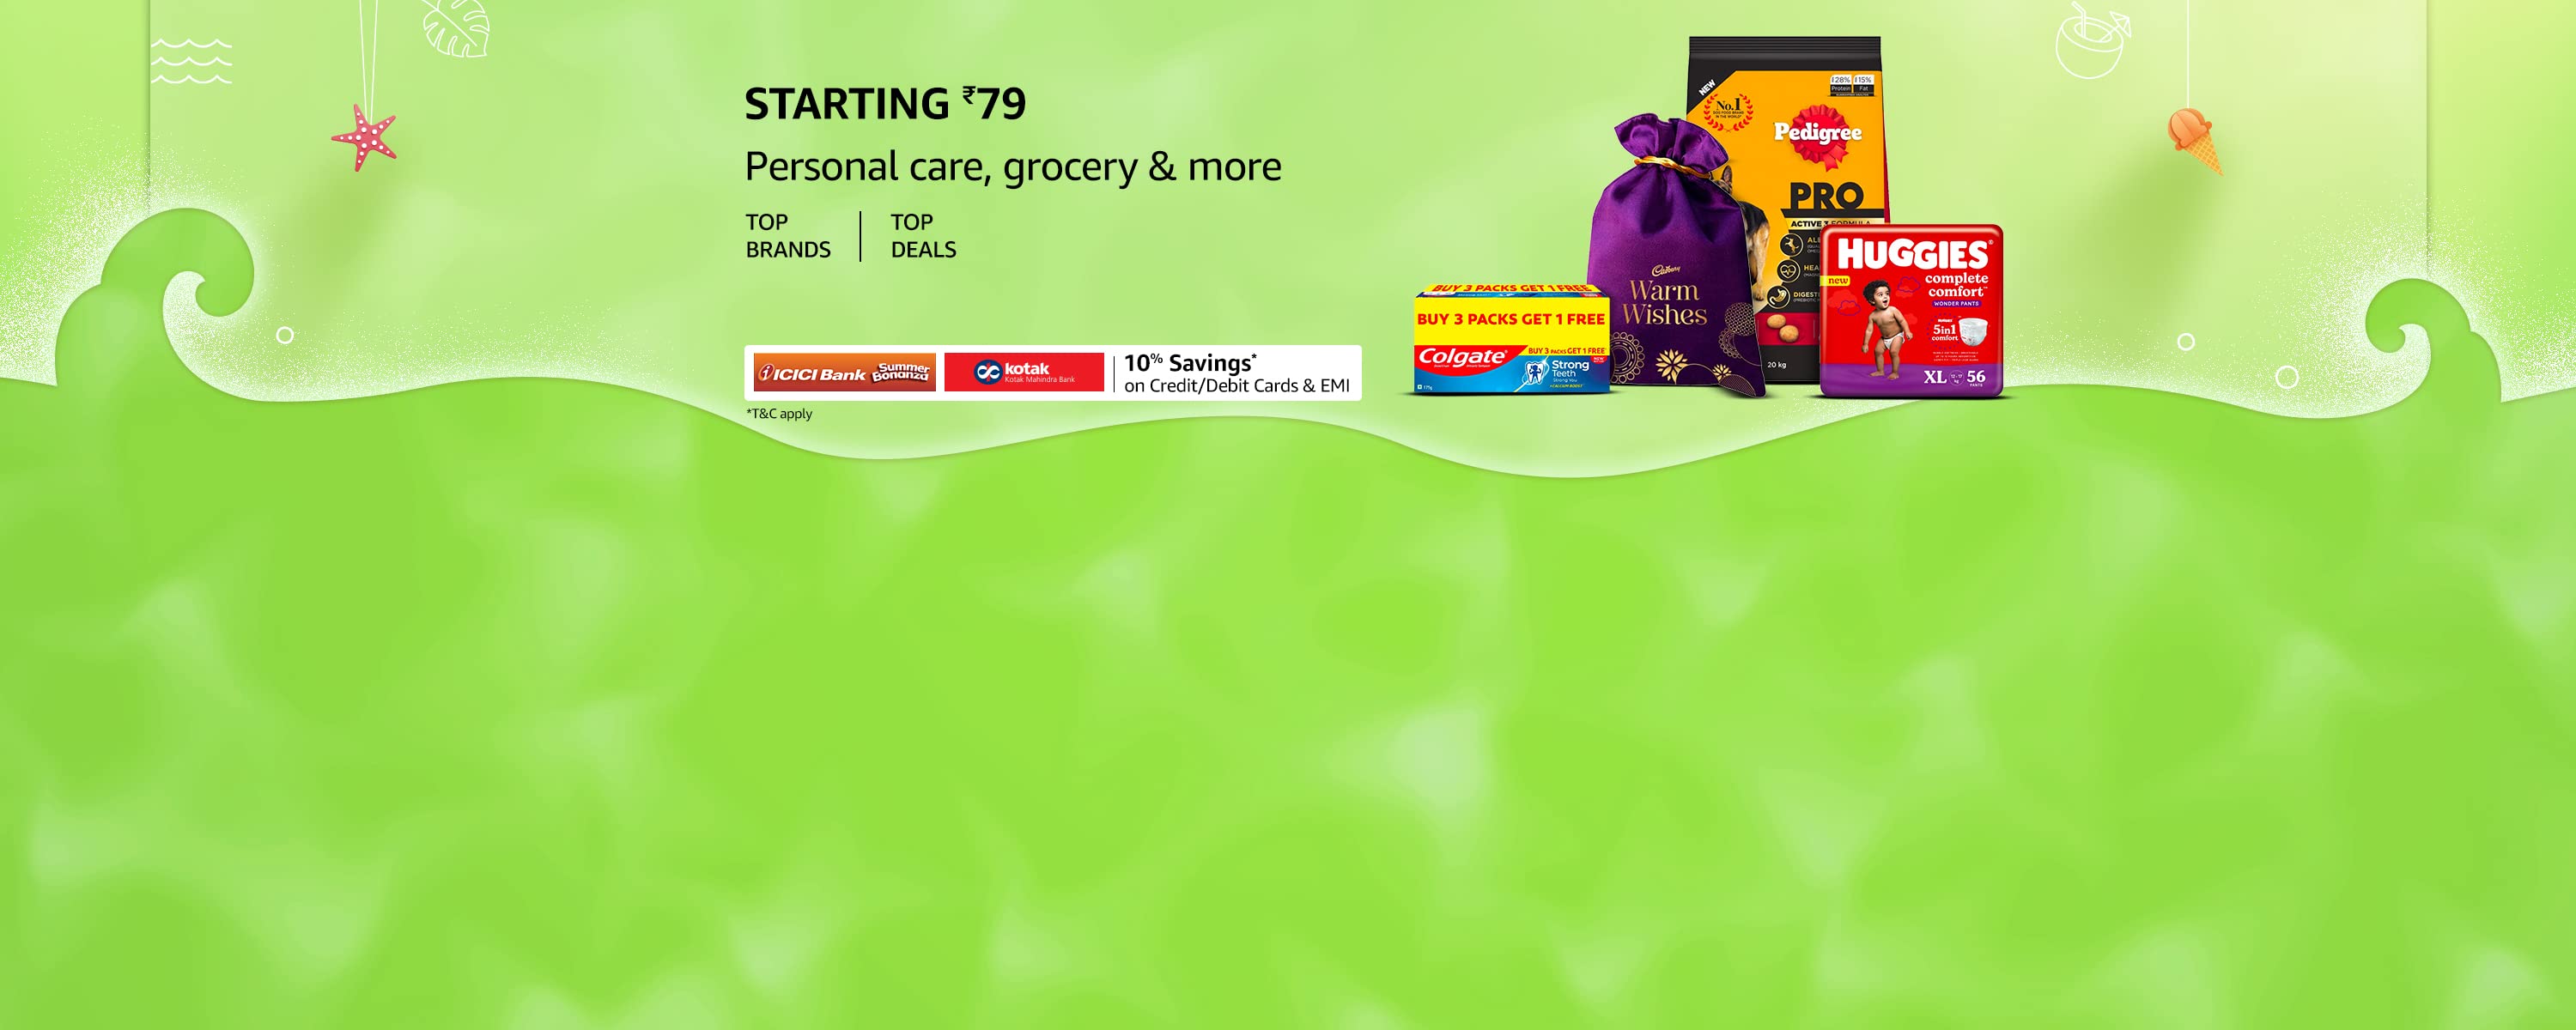 STARTING ₹79
Personal care, grocery & more
TOP
BRANDS
TOP
DEALS
ICICI Bank
Summer
Bonanza
kotak
Kotak Mahindra Bank
10% Savings*
on Credit/Debit Cards & EMI
*T&C apply
BUY 3 PACKS GET 1 FREE
BUY 3 PACKS GET 1 FREE
BUY 3 PACKS GET 1 FREE
Colgate
Strong
Teeth
Cadbury
Warm
Wishes
NEW
No.1
28% 15%
Protein Fat
Pedigree
PRO
20 kg
HUGGIES
new
complete
comfort
WONDER PANTS
5in1
comfort
XL
56
PANTS